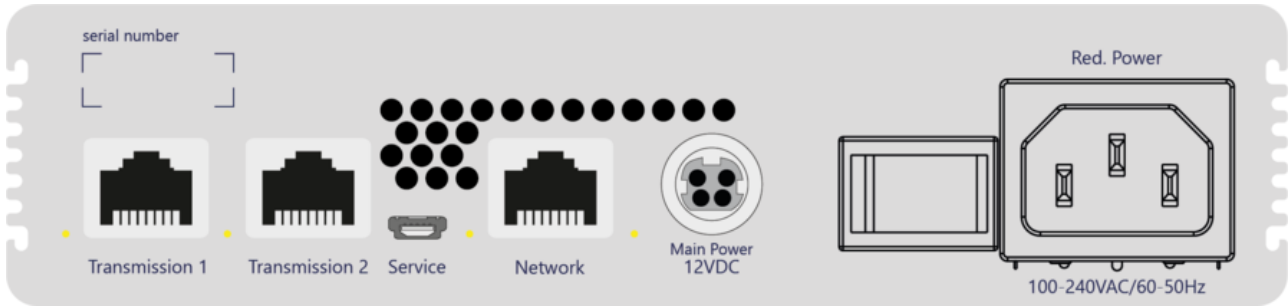 serial number
Red. Power
Transmission 1
Transmission 2
Service
Network
Main Power
12VDC
100-240VAC/60-50Hz